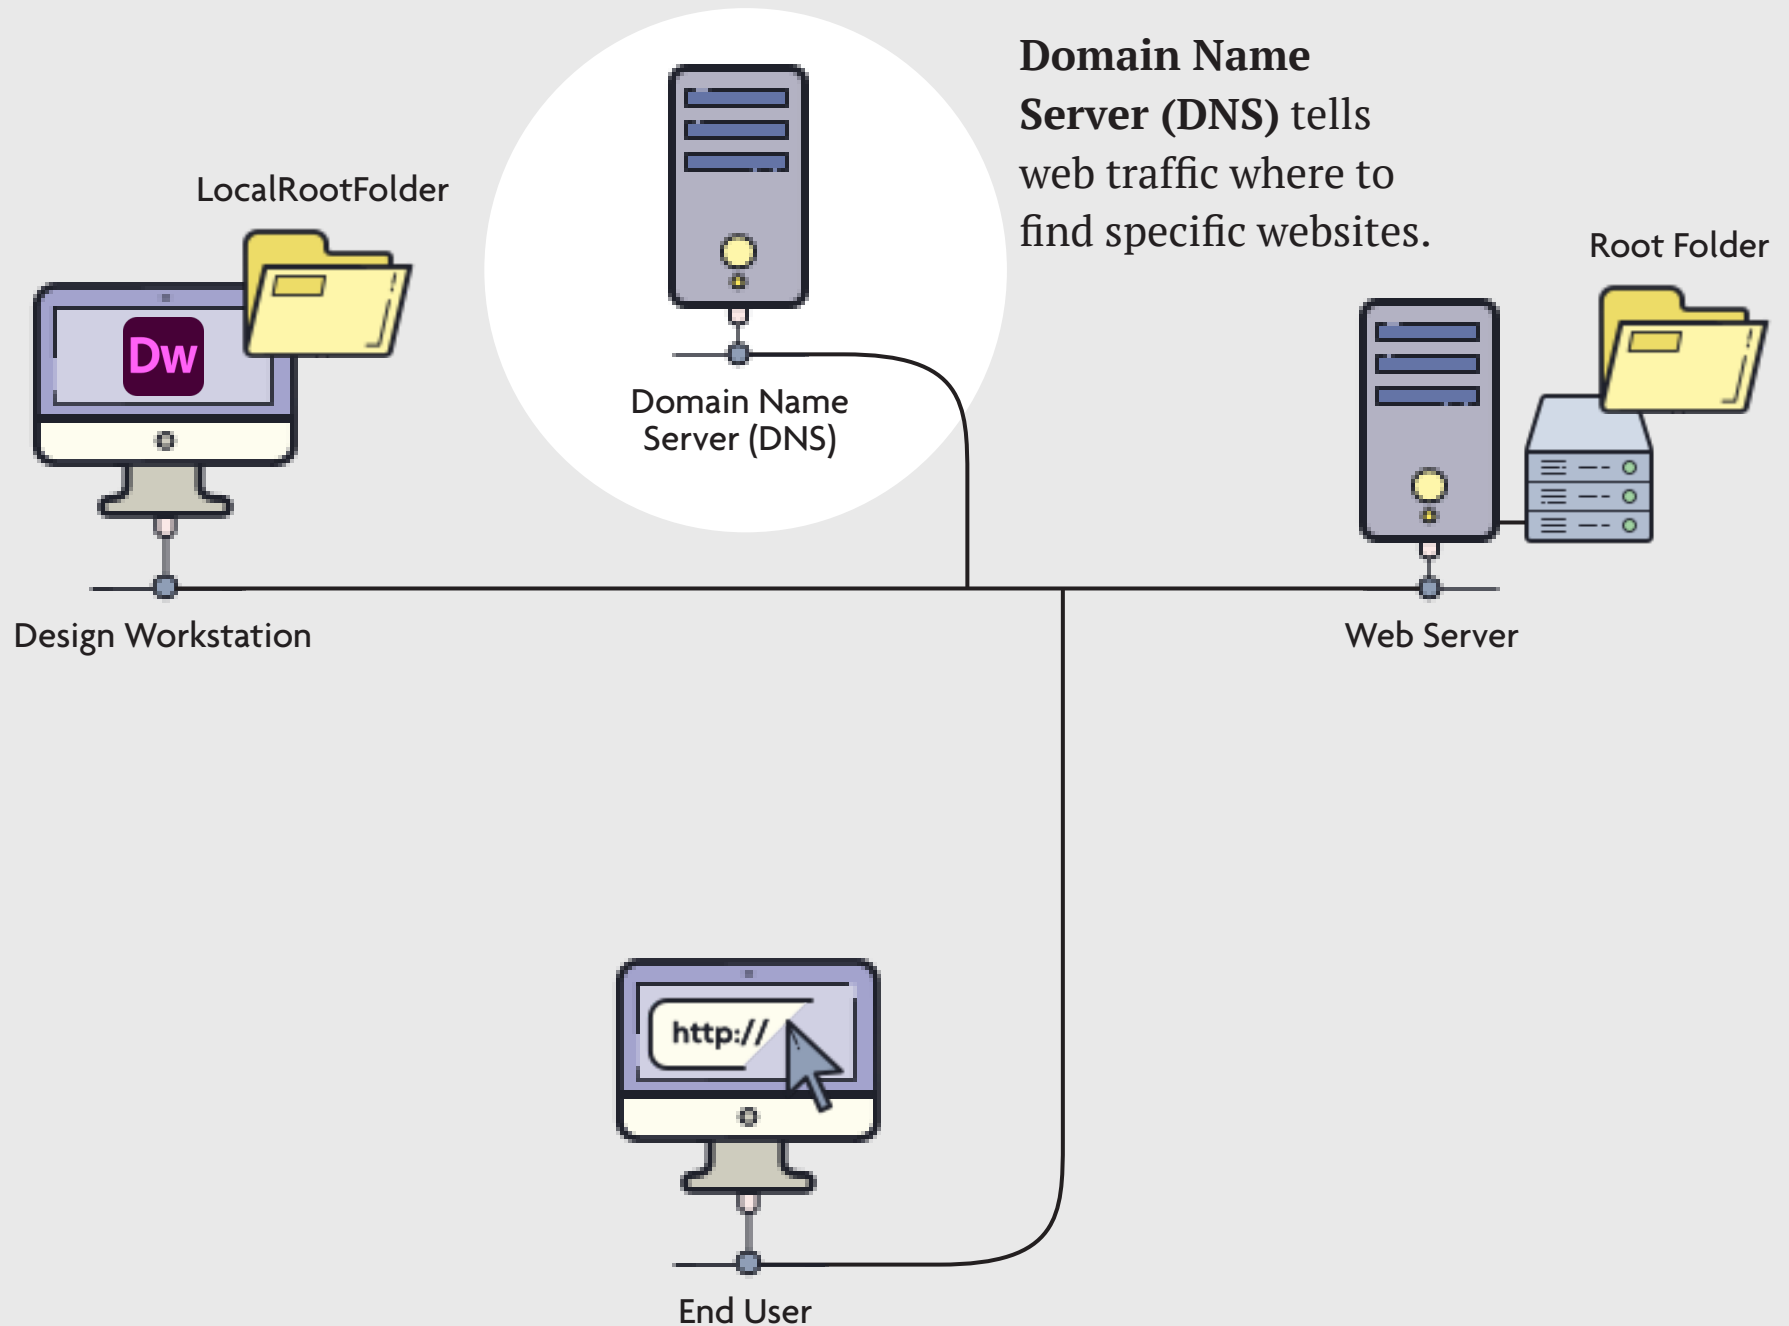 Domain Name
Server (DNS) tells
web traffic where to
find specific websites.
LocalRootFolder
Root Folder
Dw
Domain Name
Server (DNS)
Design Workstation
Web Server
http://
End User